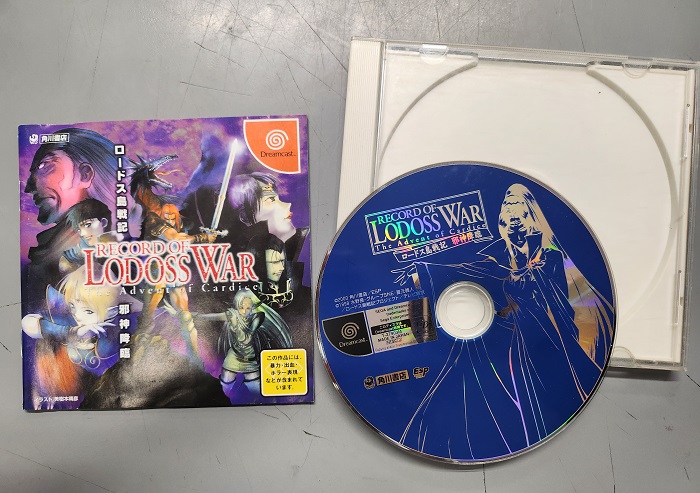 角川書店
Dreamcast
ロードス島戦記
RECORD OF
LODOSS WAR
The Advent of Cardice
邪神降臨
この作品には、
暴力・出血・
ホラー表現
などが含まれて
います
RECORD OF
LODOSS WAR
The Advent of Cardice
ロードス島戦記 邪神降臨
Dreamcast
MADE IN JAPAN
角川書店
ESP